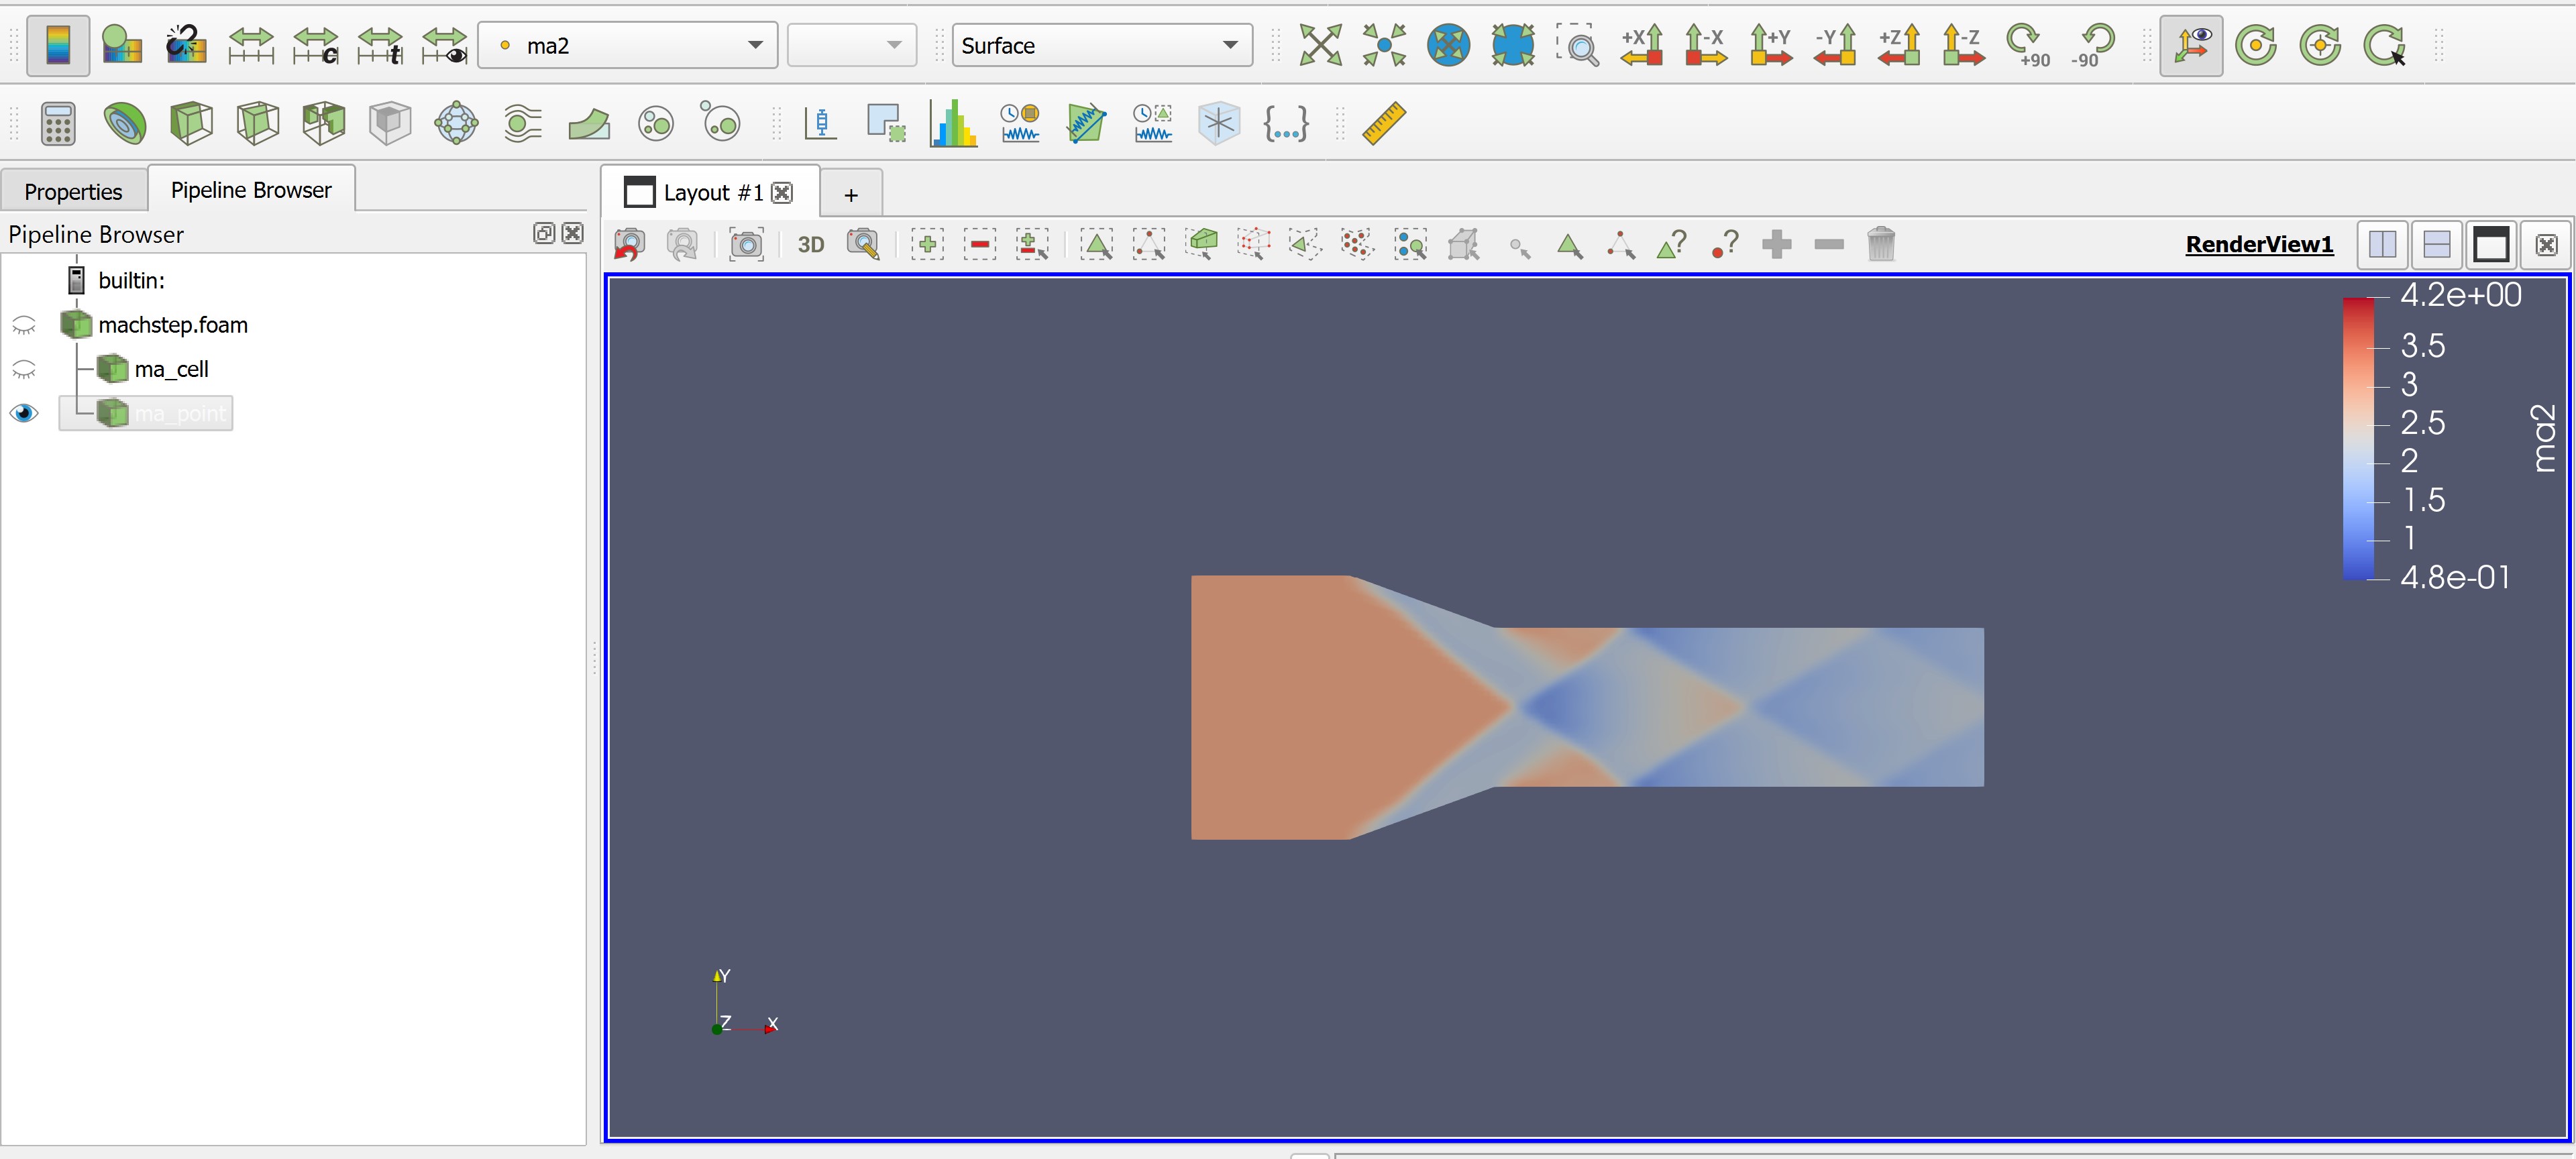 c t ma2 Surface +X -X +Y -Y +Z -Z +90 -90
{...}
Properties Pipeline Browser Layout #1 +
Pipeline Browser 3D ? ? RenderView1
builtin:
machstep.foam
ma_cell
ma_point
4.2e+00
3.5
3
2.5
2
1.5
1
4.8e-01
ma2
Y
Z X